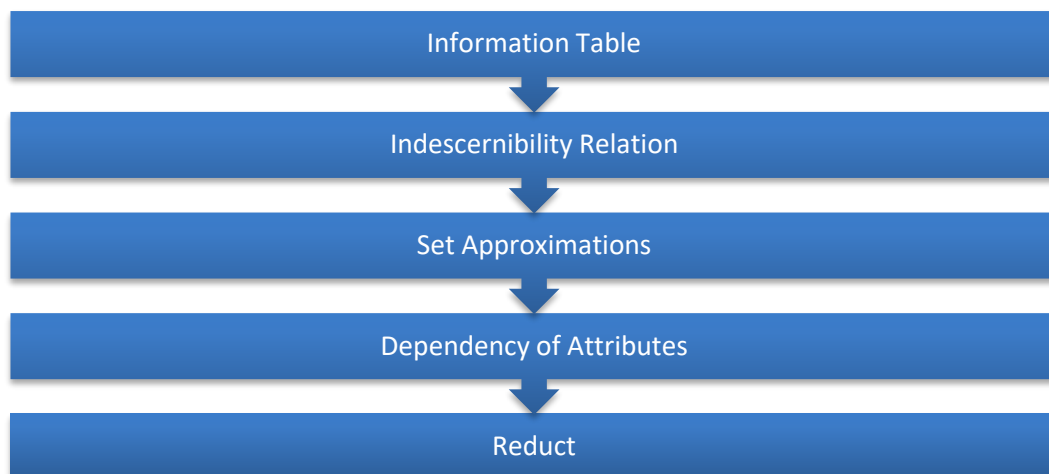 Information Table
Indescernibility Relation
Set Approximations
Dependency of Attributes
Reduct